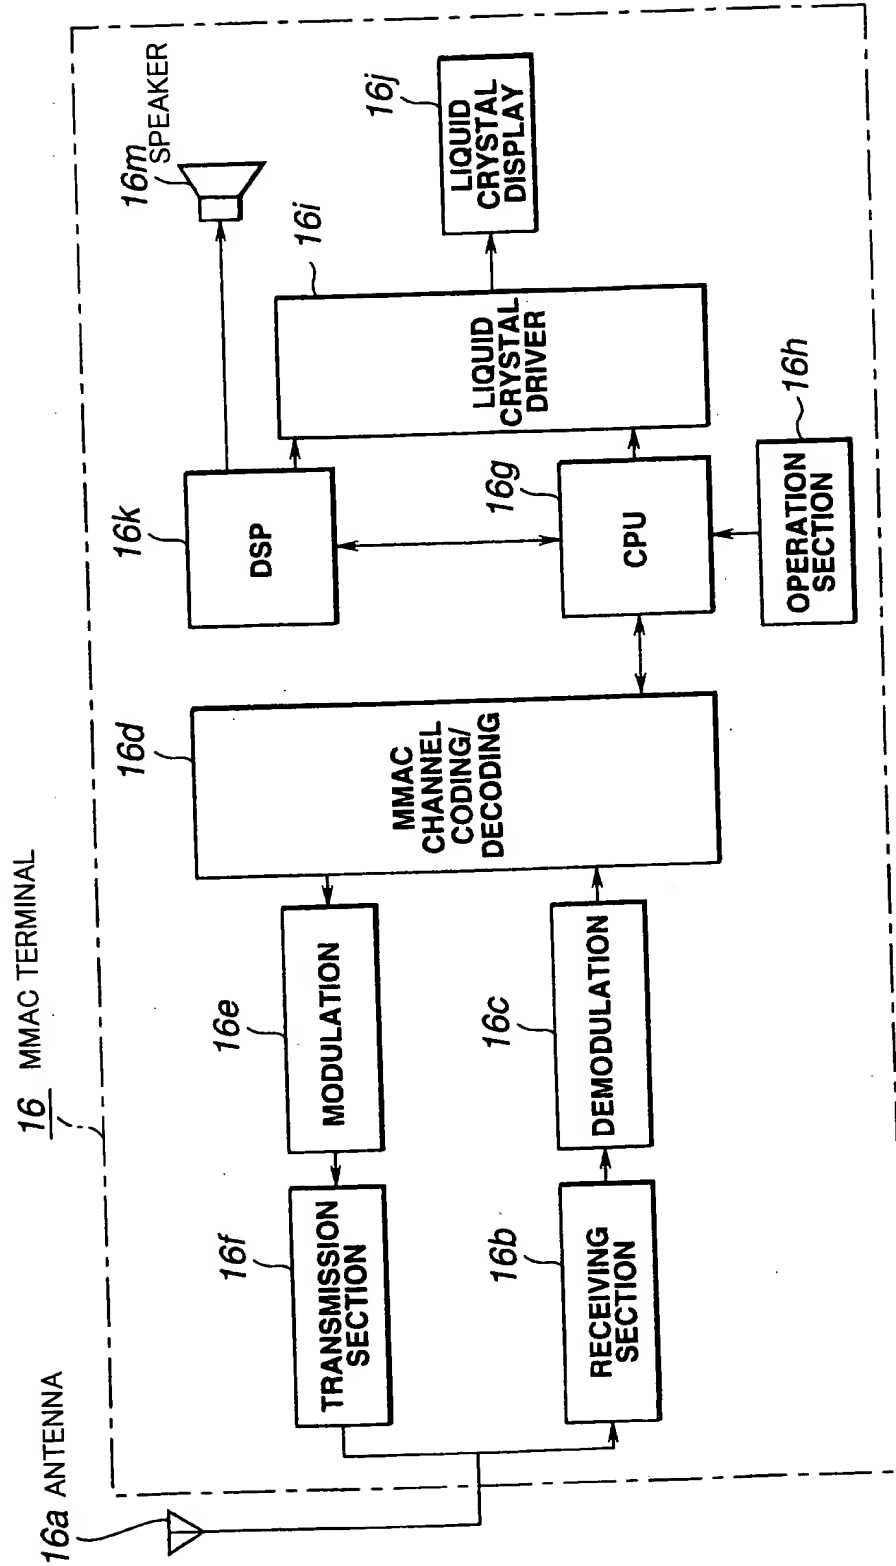 16 MMAC TERMINAL
16a ANTENNA
16f
TRANSMISSION
SECTION
16e
MODULATION
16d
MMAC
CHANNEL
CODING/
DECODING
16k
DSP
16m
SPEAKER
16i
LIQUID
CRYSTAL
DRIVER
16j
LIQUID
CRYSTAL
DISPLAY
16b
RECEIVING
SECTION
16c
DEMODULATION
16g
CPU
16h
OPERATION
SECTION